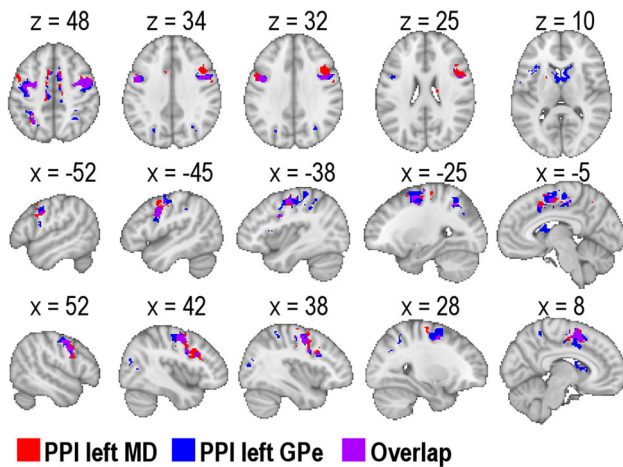 z = 48 z = 34 z = 32 z = 25 z = 10
x = -52 x = -45 x = -38 x = -25 x = -5
x = 52 x = 42 x = 38 x = 28 x = 8
PPI left MD PPI left GPe Overlap